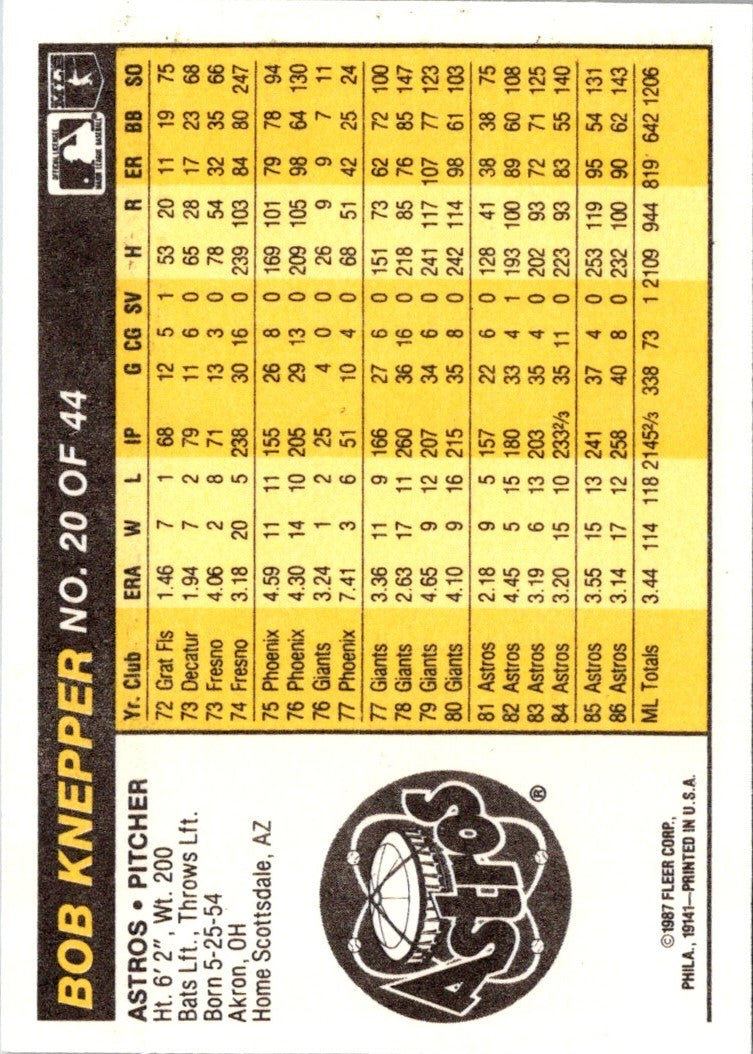 BOB KNEPPER NO. 20 OF 44
OFFICIAL LICENSEE
MAJOR LEAGUE BASEBALL
ASTROS • PITCHER
Ht. 6'2", Wt. 200
Bats Lft., Throws Lft.
Born 5-25-54
Akron, OH
Home Scottsdale, AZ
Astros ®
©1987 FLEER CORP.,
PHILA., 19141—PRINTED IN U.S.A.
Yr. Club ERA W L IP G CG SV H R ER BB SO
72 Grat Fls 1.46 7 1 68 12 5 1 53 20 11 19 75
73 Decatur 1.94 7 2 79 11 6 0 65 28 17 23 68
73 Fresno 4.06 2 8 71 13 3 0 78 54 32 35 66
74 Fresno 3.18 20 5 238 30 16 0 239 103 84 80 247
75 Phoenix 4.59 11 11 155 26 8 0 169 101 79 78 94
76 Phoenix 4.30 14 10 205 29 13 0 209 105 98 64 130
76 Giants 3.24 1 2 25 4 0 0 26 9 9 7 11
77 Phoenix 7.41 3 6 51 10 4 0 68 51 42 25 24
77 Giants 3.36 11 9 166 27 6 0 151 73 62 72 100
78 Giants 2.63 17 11 260 36 16 0 218 85 76 85 147
79 Giants 4.65 9 12 207 34 6 0 241 117 107 77 123
80 Giants 4.10 9 16 215 35 8 0 242 114 98 61 103
81 Astros 2.18 9 5 157 22 6 0 128 41 38 38 75
82 Astros 4.45 5 15 180 33 4 1 193 100 89 60 108
83 Astros 3.19 6 13 203 35 4 0 202 93 72 71 125
84 Astros 3.20 15 10 233⅔ 35 11 0 223 93 83 55 140
85 Astros 3.55 15 13 241 37 4 0 253 119 95 54 131
86 Astros 3.14 17 12 258 40 8 0 232 100 90 62 143
ML Totals 3.44 114 118 2145⅔ 338 73 1 2109 944 819 642 1206